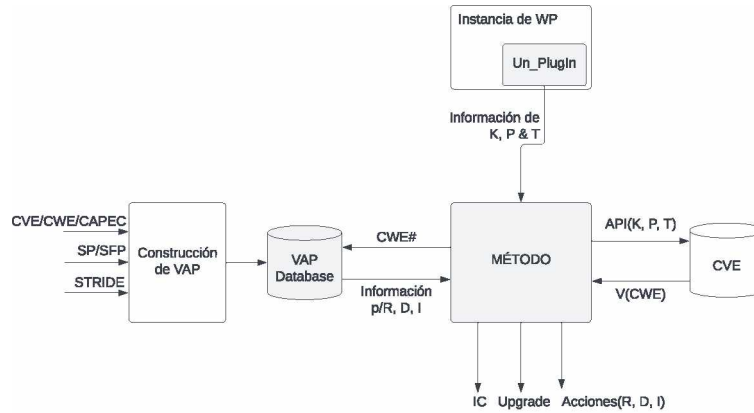 Instancia de WP
Un_PlugIn
Información de
K, P & T
CVE/CWE/CAPEC
SP/SFP
STRIDE
Construcción
de VAP
VAP
Database
CWE#
Información
p/R, D, I
MÉTODO
API(K, P, T)
V(CWE)
CVE
IC
Upgrade
Acciones(R, D, I)